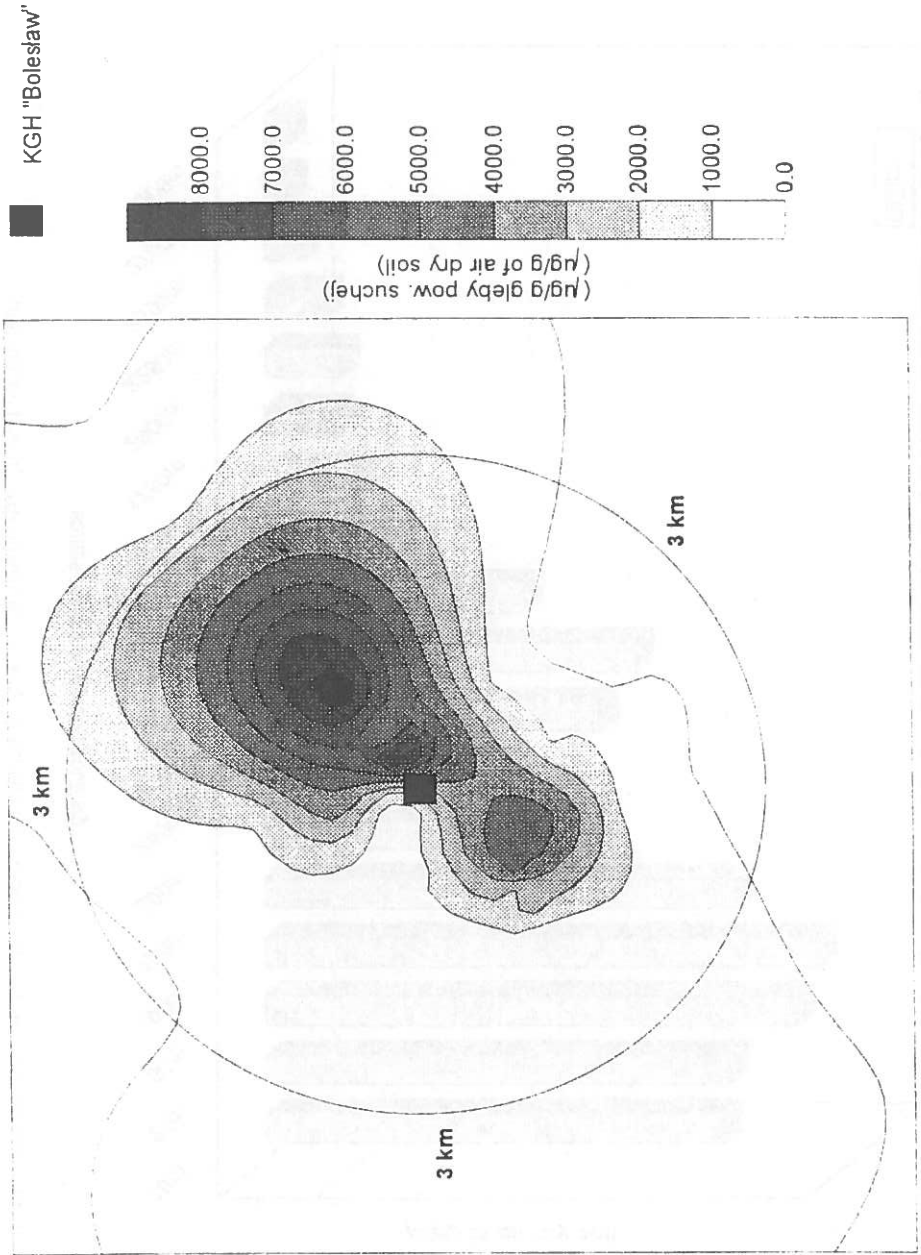 KGH "Bolesław"
8000.0
7000.0
6000.0
5000.0
4000.0
3000.0
2000.0
1000.0
0.0
(µg/g gleby pow. suchej)
(µg/g of air dry soil)
3 km
3 km
3 km